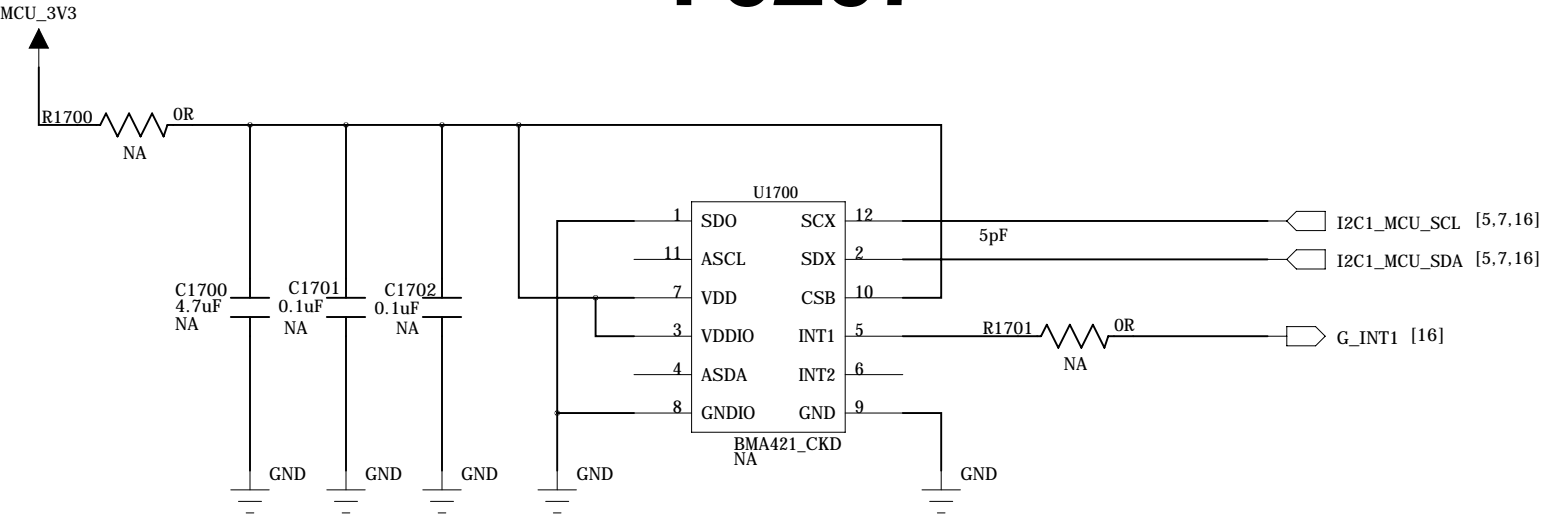 MCU_3V3
R1700 0R
NA
U1700
1 SDO SCX 12 I2C1_MCU_SCL [5,7,16]
5pF
11 ASCL SDX 2 I2C1_MCU_SDA [5,7,16]
C1700
4.7uF
NA
C1701
0.1uF
NA
C1702
0.1uF
NA
7 VDD CSB 10
3 VDDIO INT1 5 R1701 0R G_INT1 [16]
NA
4 ASDA INT2 6
8 GNDIO GND 9
BMA421_CKD
NA
GND GND GND GND GND